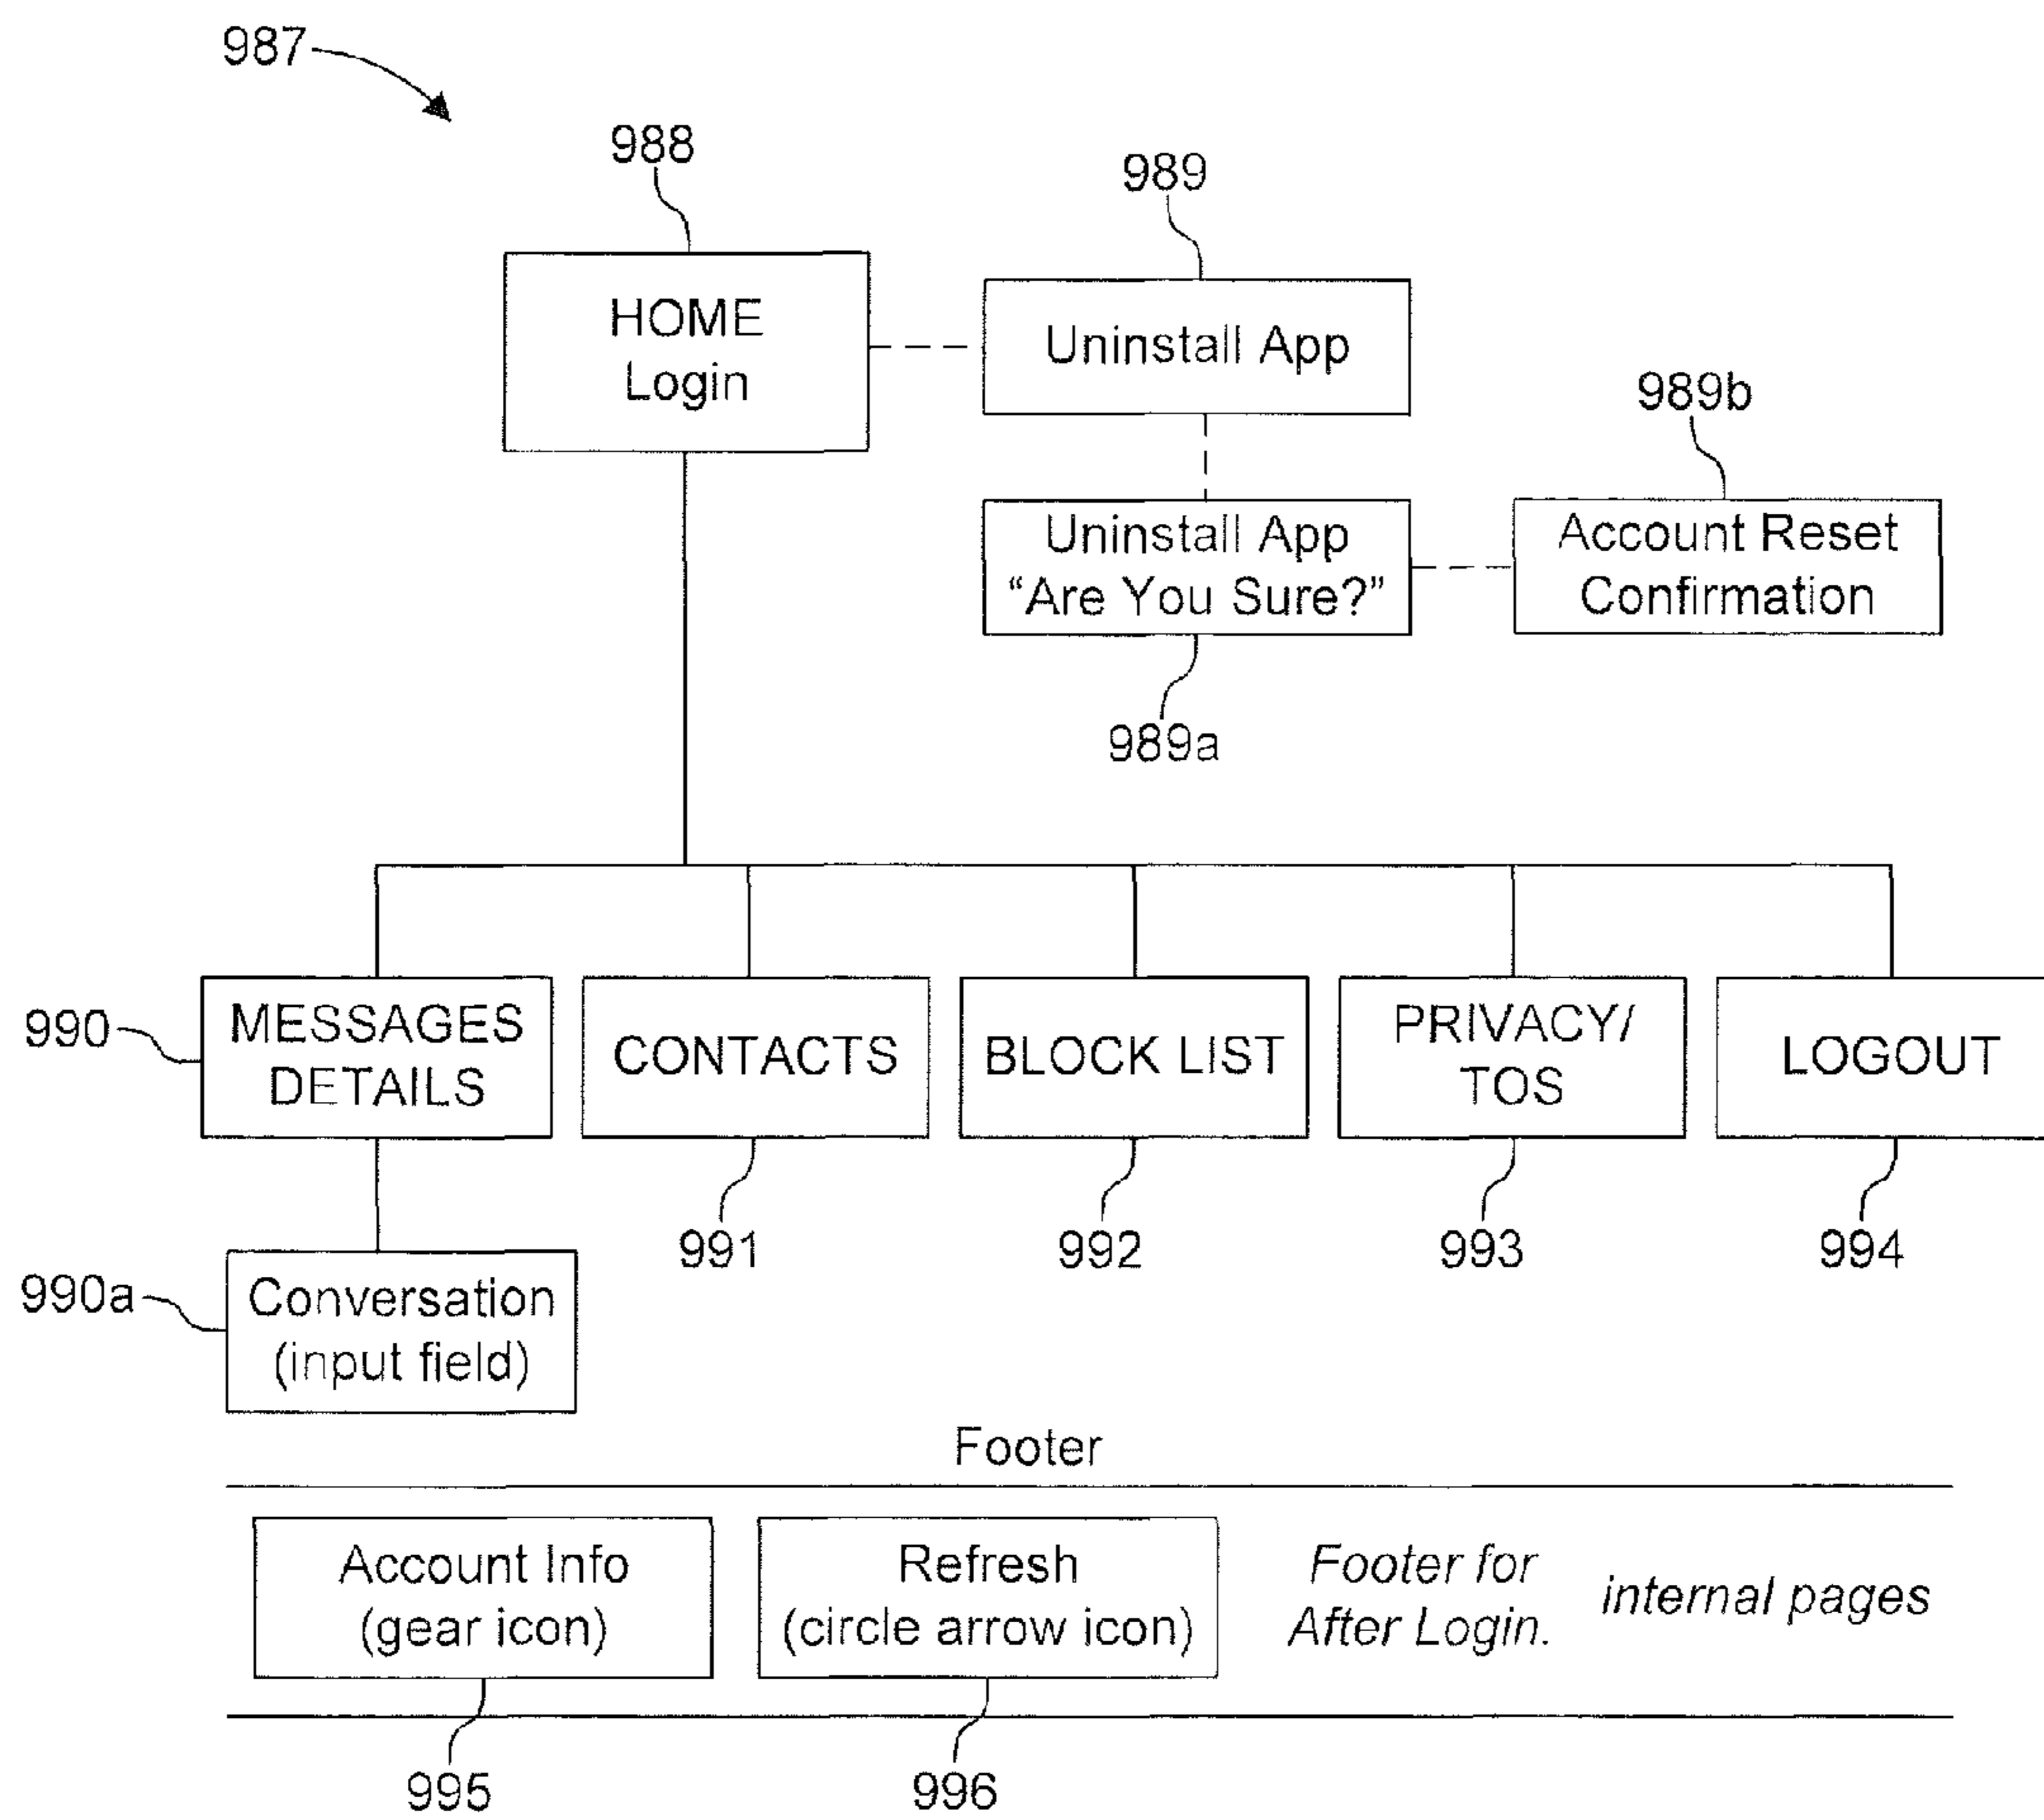 987
988
989
HOME
Login
Uninstall App
989b
Uninstall App
“Are You Sure?”
Account Reset
Confirmation
989a
990
MESSAGES
DETAILS
CONTACTS
BLOCK LIST
PRIVACY/
TOS
LOGOUT
991
992
993
994
990a
Conversation
(input field)
Footer
Account Info
(gear icon)
Refresh
(circle arrow icon)
Footer for
After Login.
internal pages
995
996